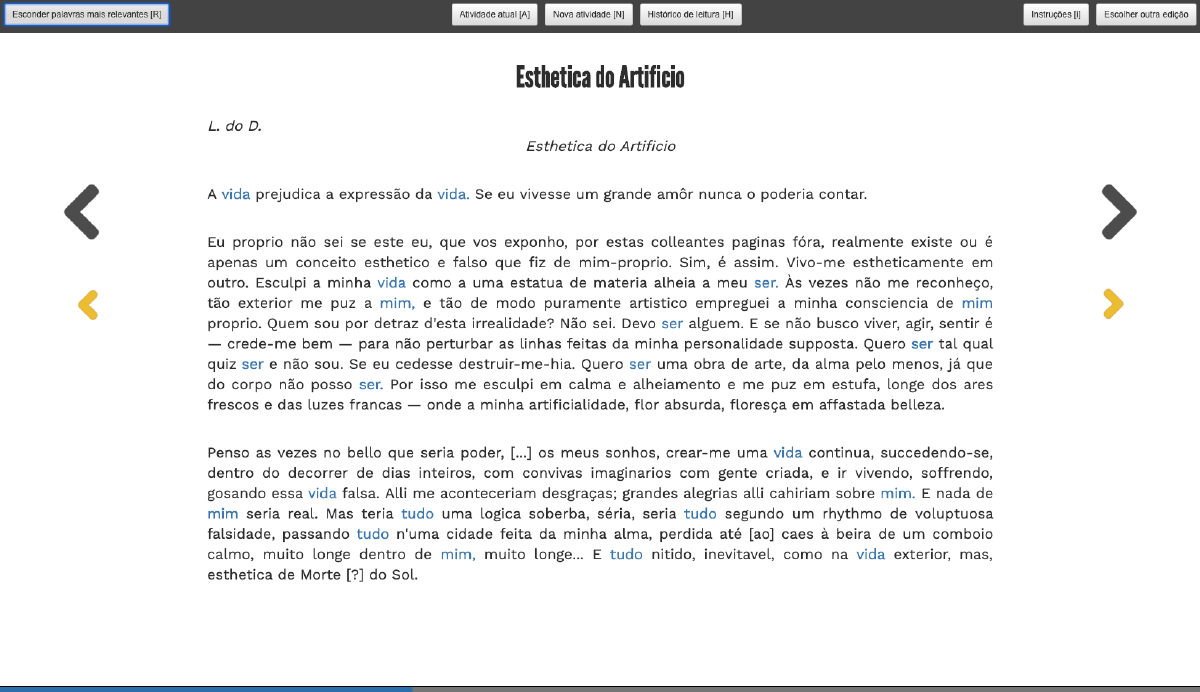 Esconder palavras mais relevantes [R]
Atividade atual [A]
Nova atividade [N]
Histórico de leitura [H]
Instruções [I]
Escolher outra edição
Esthetica do Artificio
L. do D.
Esthetica do Artificio
A vida prejudica a expressão da vida. Se eu vivesse um grande amôr nunca o poderia contar.
Eu proprio não sei se este eu, que vos exponho, por estas colleantes paginas fóra, realmente existe ou é
apenas um conceito esthetico e falso que fiz de mim-proprio. Sim, é assim. Vivo-me estheticamente em
outro. Esculpi a minha vida como a uma estatua de materia alheia a meu ser. Às vezes não me reconheço,
tão exterior me puz a mim, e tão de modo puramente artistico empreguei a minha consciencia de mim
proprio. Quem sou por detraz d'esta irrealidade? Não sei. Devo ser alguem. E se não busco viver, agir, sentir é
— crede-me bem — para não perturbar as linhas feitas da minha personalidade supposta. Quero ser tal qual
quiz ser e não sou. Se eu cedesse destruir-me-hia. Quero ser uma obra de arte, da alma pelo menos, já que
do corpo não posso ser. Por isso me esculpi em calma e alheiamento e me puz em estufa, longe dos ares
frescos e das luzes francas — onde a minha artificialidade, flor absurda, floresça em affastada belleza.
Penso as vezes no bello que seria poder, [...] os meus sonhos, crear-me uma vida continua, succedendo-se,
dentro do decorrer de dias inteiros, com convivas imaginarios com gente criada, e ir vivendo, soffrendo,
gosando essa vida falsa. Alli me aconteceriam desgraças; grandes alegrias alli cahiriam sobre mim. E nada de
mim seria real. Mas teria tudo uma logica soberba, séria, seria tudo segundo um rhythmo de voluptuosa
falsidade, passando tudo n'uma cidade feita da minha alma, perdida até [ao] caes à beira de um comboio
calmo, muito longe dentro de mim, muito longe... E tudo nitido, inevitavel, como na vida exterior, mas,
esthetica de Morte [?] do Sol.